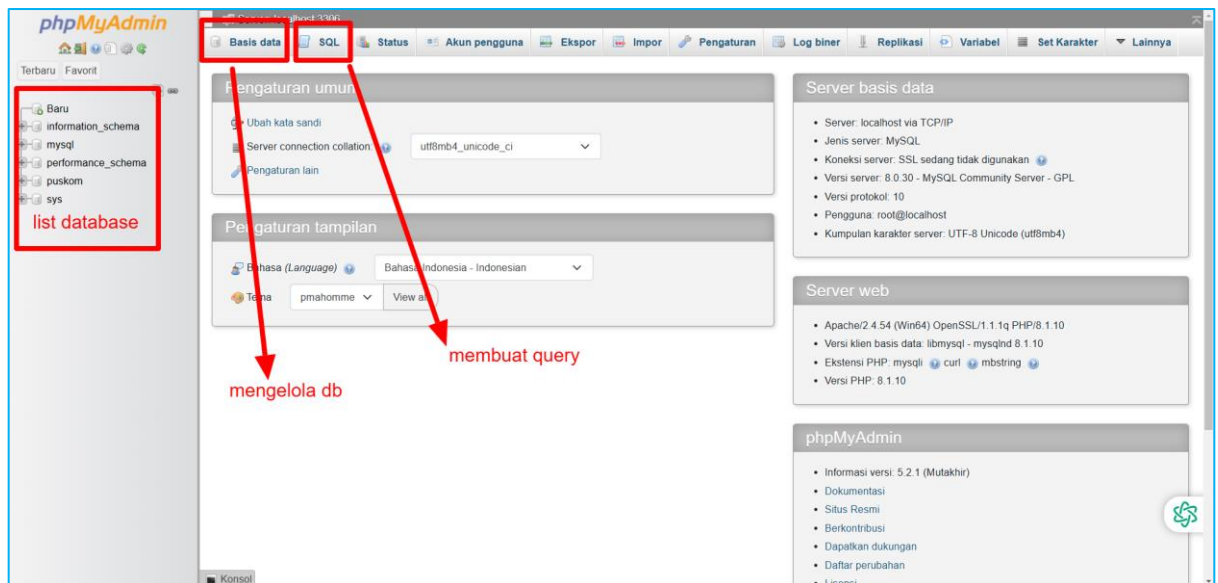 phpMyAdmin
Terbaru Favorit
Baru
information_schema
mysql
performance_schema
puskom
sys
list database
localhost:3306
Basis data SQL Status Akun pengguna Ekspor Impor Pengaturan Log biner Replikasi Variabel Set Karakter Lainnya
Pengaturan umum
Ubah kata sandi
Server connection collation: utf8mb4_unicode_ci
Pengaturan lain
Pengaturan tampilan
Bahasa (Language) Bahasa Indonesia - Indonesian
Tema pmahomme View all
membuat query
mengelola db
Server basis data
• Server: localhost via TCP/IP
• Jenis server: MySQL
• Koneksi server: SSL sedang tidak digunakan
• Versi server: 8.0.30 - MySQL Community Server - GPL
• Versi protokol: 10
• Pengguna: root@localhost
• Kumpulan karakter server: UTF-8 Unicode (utf8mb4)
Server web
• Apache/2.4.54 (Win64) OpenSSL/1.1.1q PHP/8.1.10
• Versi klien basis data: libmysql - mysqlnd 8.1.10
• Ekstensi PHP: mysqli curl mbstring
• Versi PHP: 8.1.10
phpMyAdmin
• Informasi versi: 5.2.1 (Mutakhir)
• Dokumentasi
• Situs Resmi
• Berkontribusi
• Dapatkan dukungan
• Daftar perubahan
• Lisensi
Konsol